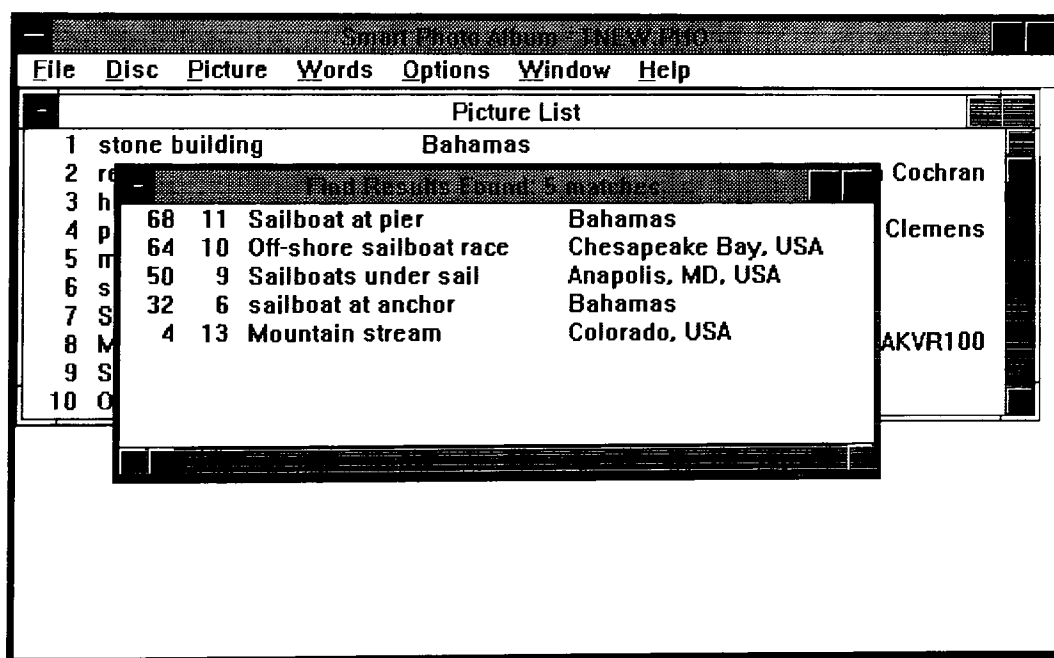 Smart Photo Album - 1NEW.PHO
File Disc Picture Words Options Window Help
Picture List
1 stone building Bahamas
2 re Cochran
3 h
4 p Clemens
5 m
6 s
7 S
8 M AKVR100
9 S
10 O
Find Results Found: 5 matches
68 11 Sailboat at pier Bahamas
64 10 Off-shore sailboat race Chesapeake Bay, USA
50 9 Sailboats under sail Anapolis, MD, USA
32 6 sailboat at anchor Bahamas
4 13 Mountain stream Colorado, USA